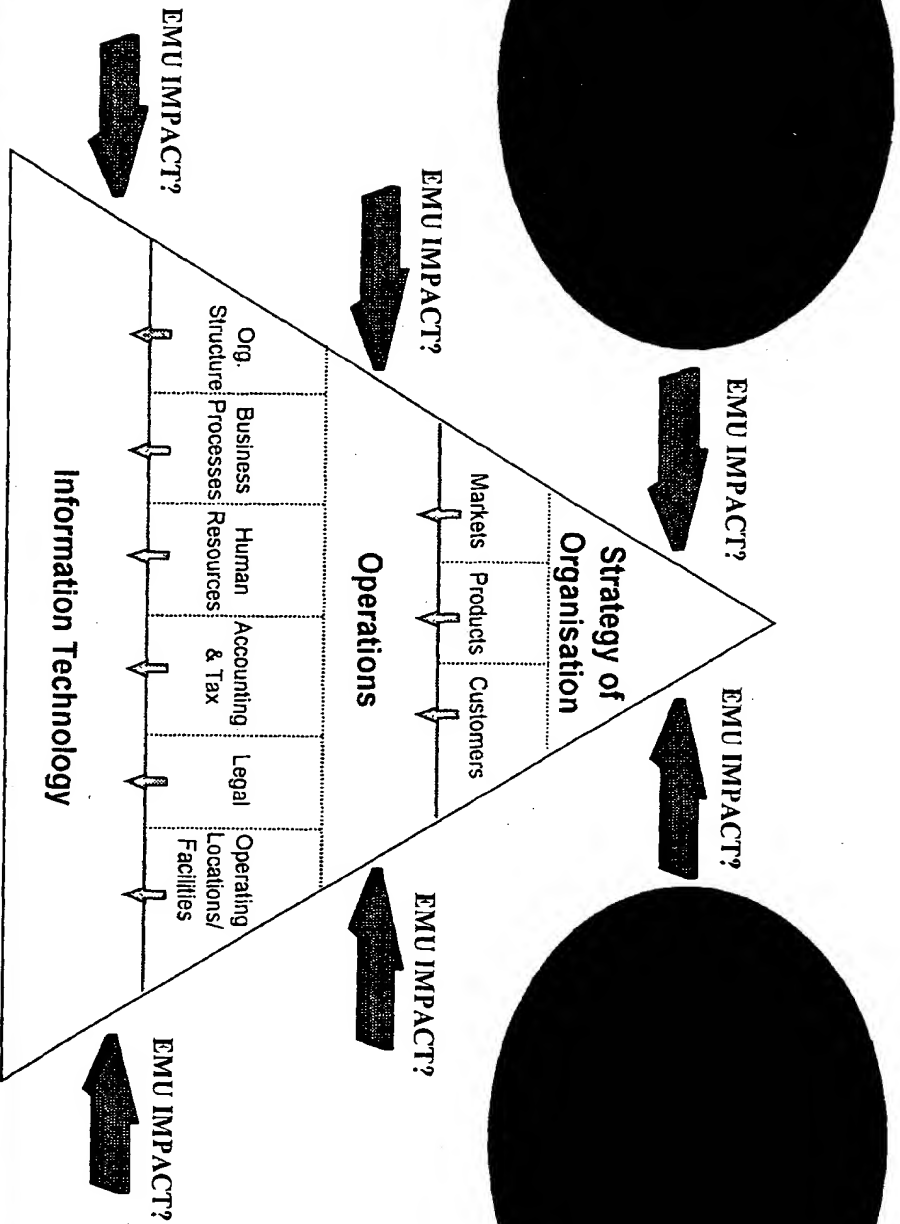 EMU IMPACT?
EMU IMPACT?
Strategy of
Organisation
Markets
Products
Customers
EMU IMPACT?
EMU IMPACT?
Operations
Org.
Structure
Business
Processes
Human
Resources
Accounting
& Tax
Legal
Operating
Locations/
Facilities
EMU IMPACT?
EMU IMPACT?
Information Technology